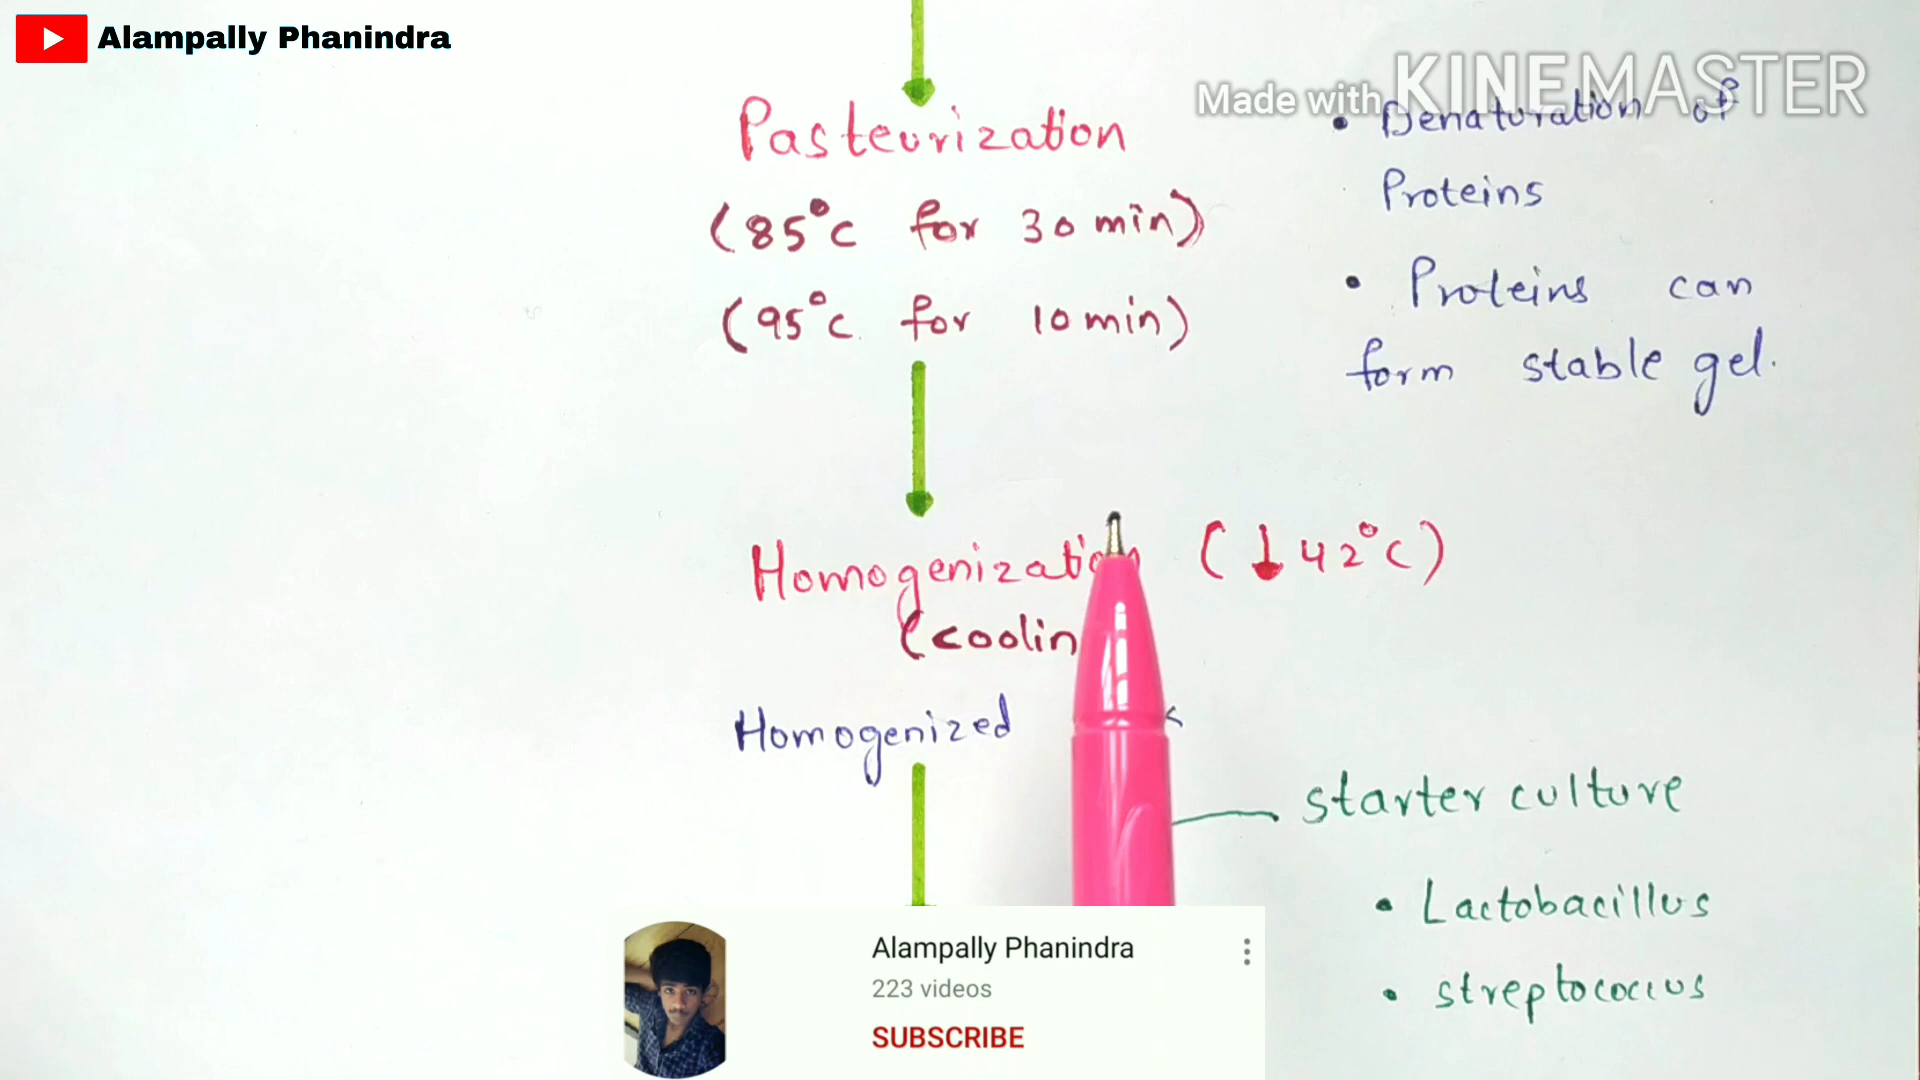 Alampally Phanindra
Made with KINEMASTER
Pasteurization
(85°C for 30 min)
(95°C for 10 min)
• Denaturation of
Proteins
• Proteins can
form stable gel.
Homogenization (↓42°C)
(coolin
Homogenized
starter culture
• Lactobacillus
• streptococcus
Alampally Phanindra
223 videos
SUBSCRIBE